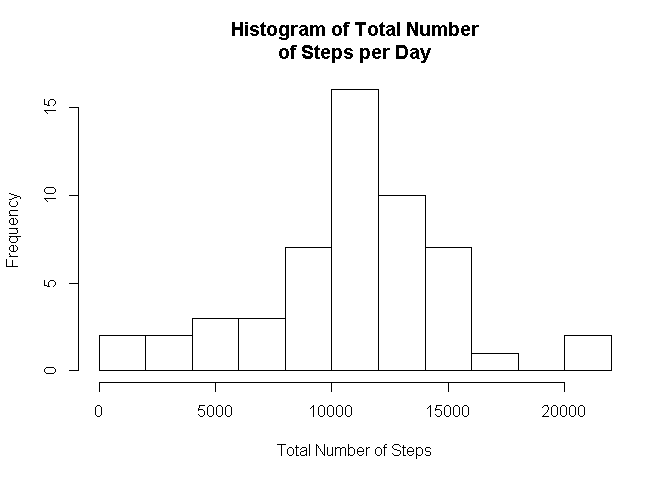 Histogram of Total Number
of Steps per Day
Frequency
15
10
5
0
0 5000 10000 15000 20000
Total Number of Steps